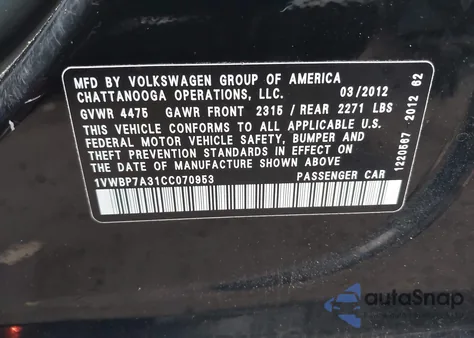 MFD BY VOLKSWAGEN GROUP OF AMERICA
CHATTANOOGA OPERATIONS, LLC. 03/2012
GVWR 4475 GAWR FRONT 2315 / REAR 2271 LBS
THIS VEHICLE CONFORMS TO ALL APPLICABLE U.S.
FEDERAL MOTOR VEHICLE SAFETY, BUMPER AND
THEFT PREVENTION STANDARDS IN EFFECT ON
THE DATE OF MANUFACTURE SHOWN ABOVE.
1VWBP7A31CC070953 PASSENGER CAR
1220567 2012 62
autoSnap